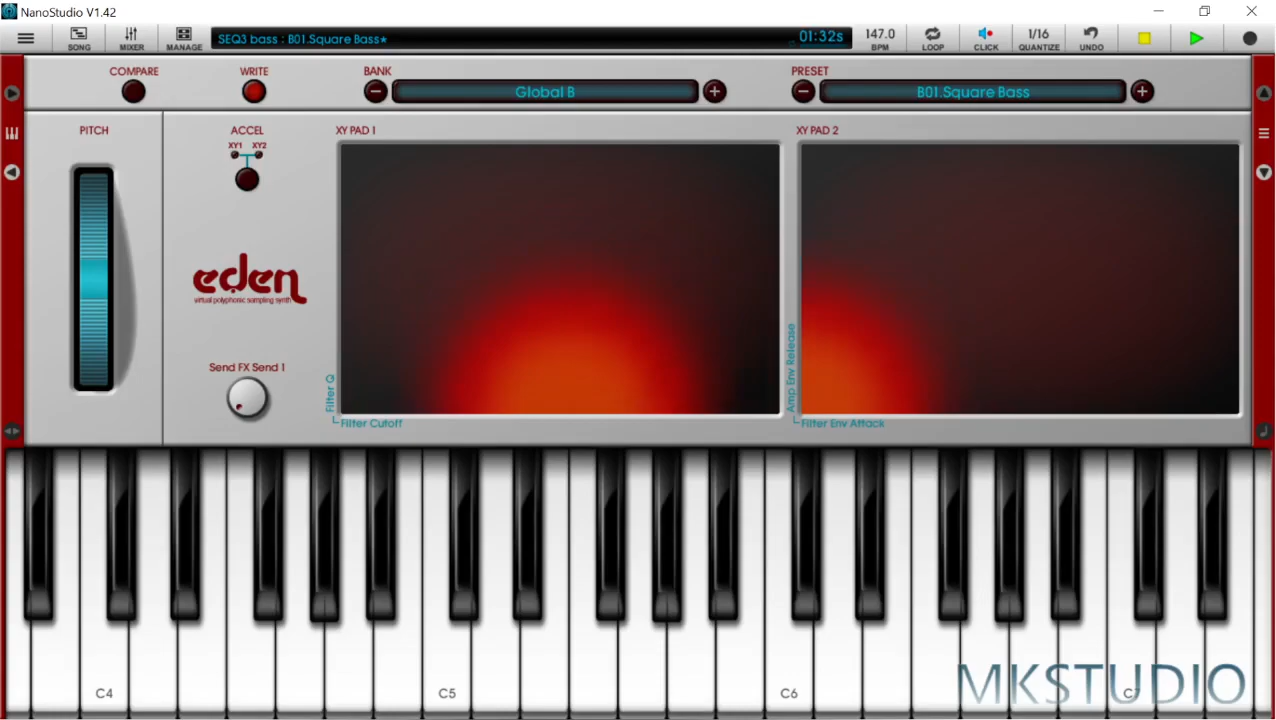 NanoStudio V1.42
SONG
MIXER
MANAGE
SEQ3 bass : B01.Square Bass*
01:32s
147.0
BPM
LOOP
CLICK
1/16
QUANTIZE
UNDO
COMPARE
WRITE
BANK
Global B
PRESET
B01.Square Bass
PITCH
ACCEL
XY1 XY2
XY PAD 1
XY PAD 2
eden
virtual polyphonic sampling synth
Send FX Send 1
Filter Q
Filter Cutoff
Amp Env Release
Filter Env Attack
C4
C5
C6
C7
MKSTUDIO